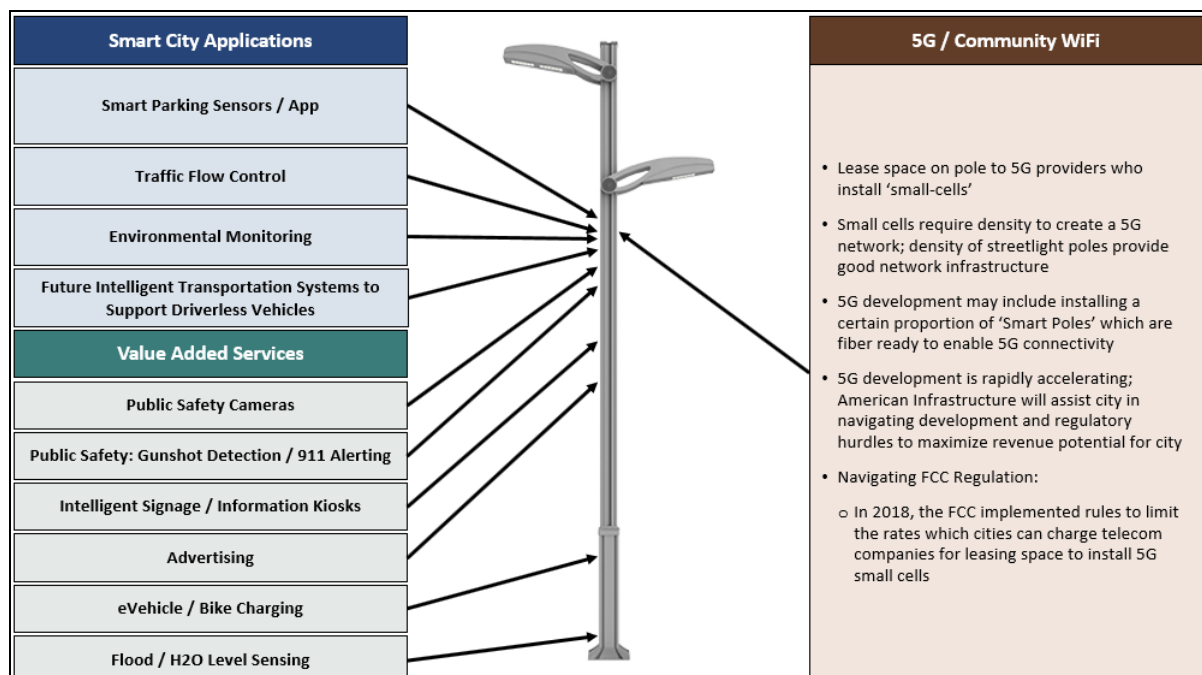 Smart City Applications
Smart Parking Sensors / App
Traffic Flow Control
Environmental Monitoring
Future Intelligent Transportation Systems to
Support Driverless Vehicles
Value Added Services
Public Safety Cameras
Public Safety: Gunshot Detection / 911 Alerting
Intelligent Signage / Information Kiosks
Advertising
eVehicle / Bike Charging
Flood / H2O Level Sensing
5G / Community WiFi
• Lease space on pole to 5G providers who
install ‘small-cells’
• Small cells require density to create a 5G
network; density of streetlight poles provide
good network infrastructure
• 5G development may include installing a
certain proportion of ‘Smart Poles’ which are
fiber ready to enable 5G connectivity
• 5G development is rapidly accelerating;
American Infrastructure will assist city in
navigating development and regulatory
hurdles to maximize revenue potential for city
• Navigating FCC Regulation:
o In 2018, the FCC implemented rules to limit
the rates which cities can charge telecom
companies for leasing space to install 5G
small cells